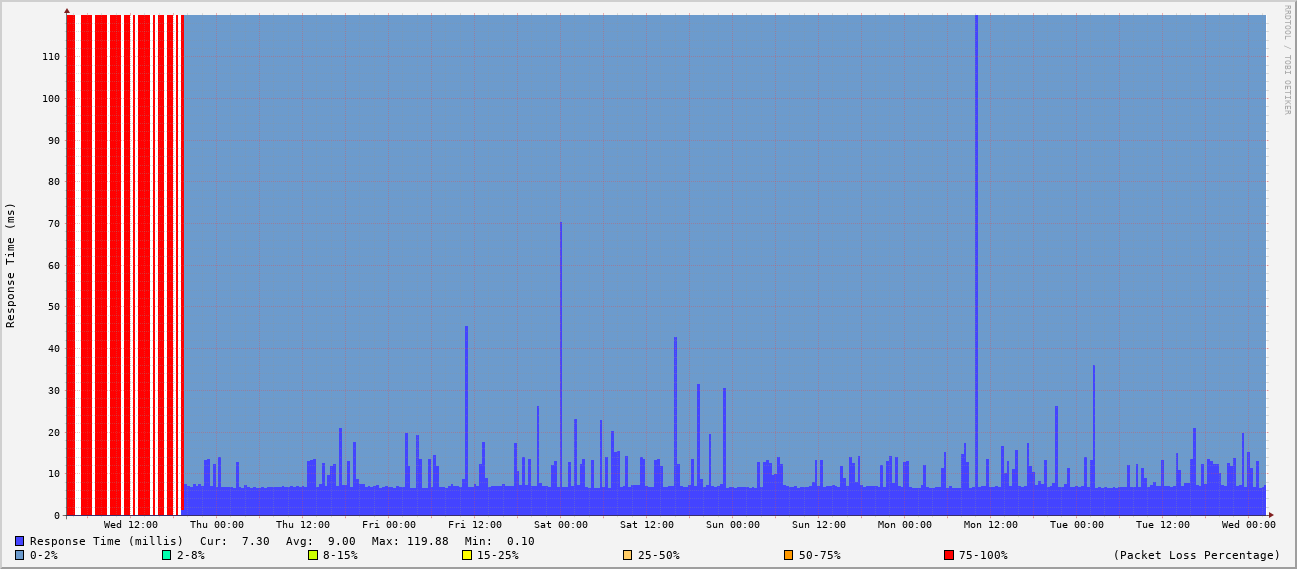 RRDTOOL / TOBI OETIKER
Response Time (ms)
110
100
90
80
70
60
50
40
30
20
10
0
Wed 12:00 Thu 00:00 Thu 12:00 Fri 00:00 Fri 12:00 Sat 00:00 Sat 12:00 Sun 00:00 Sun 12:00 Mon 00:00 Mon 12:00 Tue 00:00 Tue 12:00 Wed 00:00
Response Time (millis) Cur: 7.30 Avg: 9.00 Max: 119.88 Min: 0.10
0-2% 2-8% 8-15% 15-25% 25-50% 50-75% 75-100% (Packet Loss Percentage)